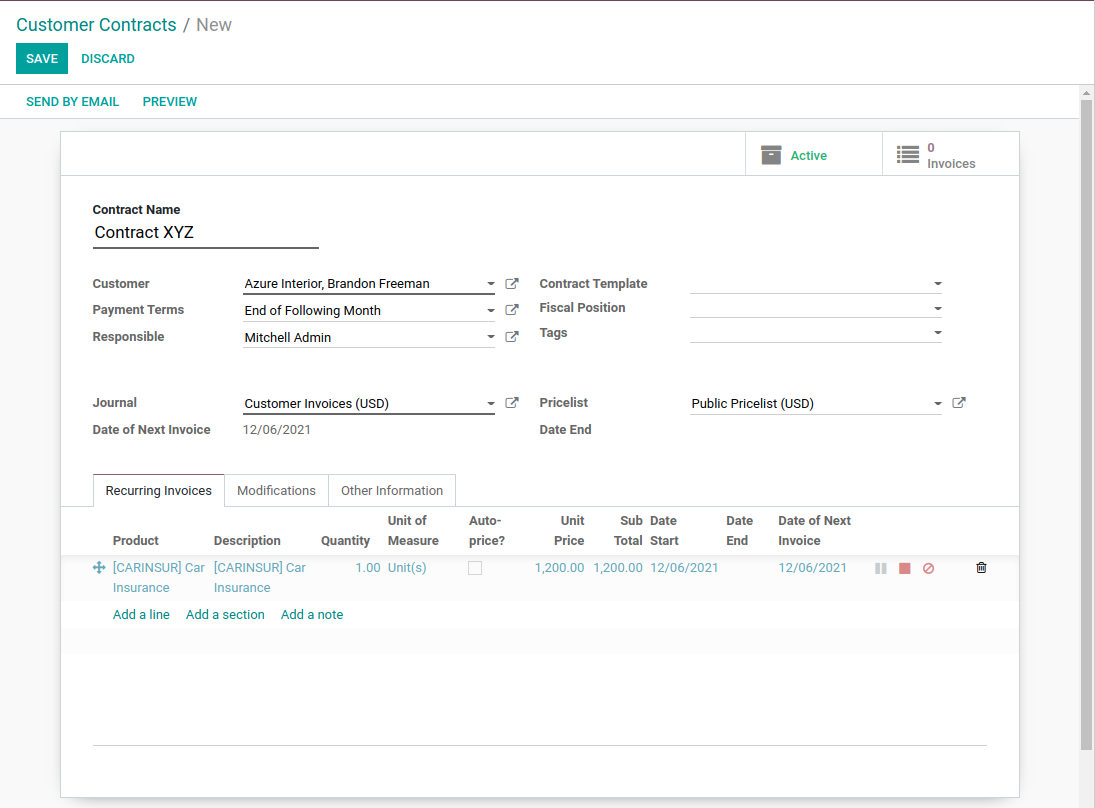 Customer Contracts / New
SAVE DISCARD
SEND BY EMAIL PREVIEW
Active
0
Invoices
Contract Name
Contract XYZ
Customer Azure Interior, Brandon Freeman Contract Template
Payment Terms End of Following Month Fiscal Position
Responsible Mitchell Admin Tags
Journal Customer Invoices (USD) Pricelist Public Pricelist (USD)
Date of Next Invoice 12/06/2021 Date End
Recurring Invoices Modifications Other Information
Unit of Auto- Unit Sub Date Date Date of Next
Product Description Quantity Measure price? Price Total Start End Invoice
[CARINSUR] Car [CARINSUR] Car 1.00 Unit(s) 1,200.00 1,200.00 12/06/2021 12/06/2021
Insurance Insurance
Add a line Add a section Add a note